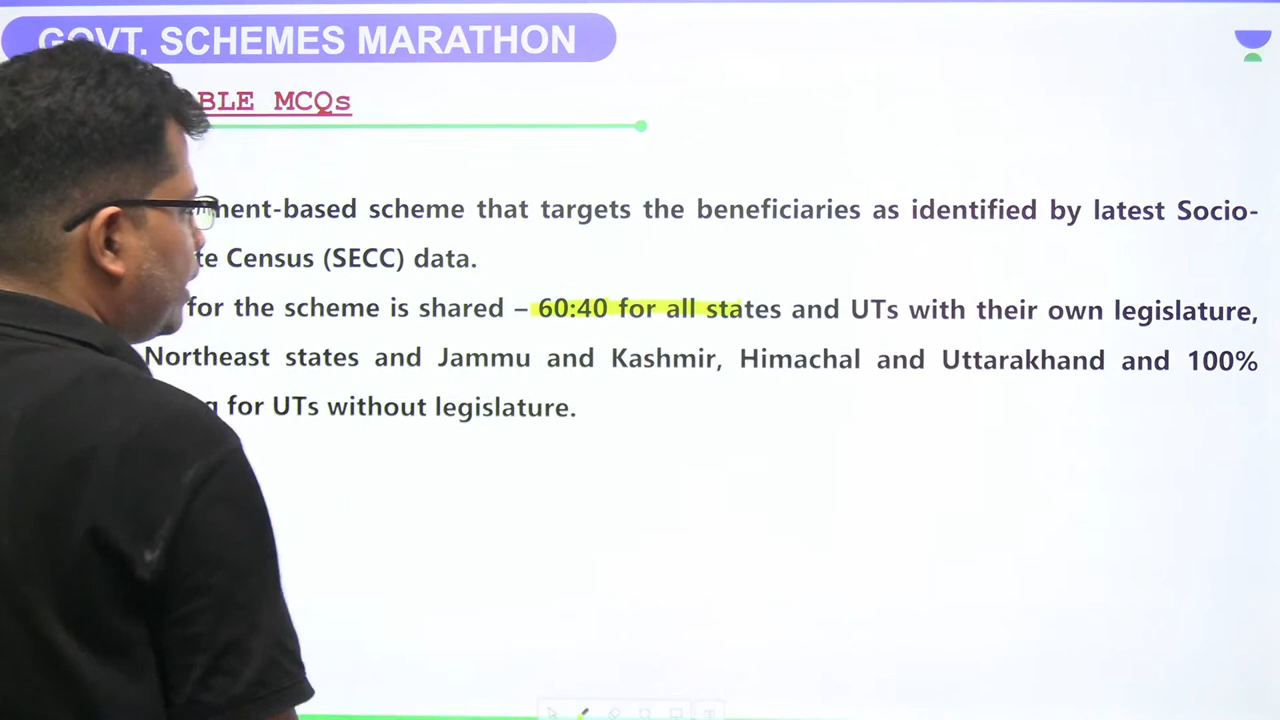 GOVT. SCHEMES MARATHON
BLE MCQs
ment-based scheme that targets the beneficiaries as identified by latest Socio-
te Census (SECC) data.
for the scheme is shared – 60:40 for all states and UTs with their own legislature,
Northeast states and Jammu and Kashmir, Himachal and Uttarakhand and 100%
g for UTs without legislature.